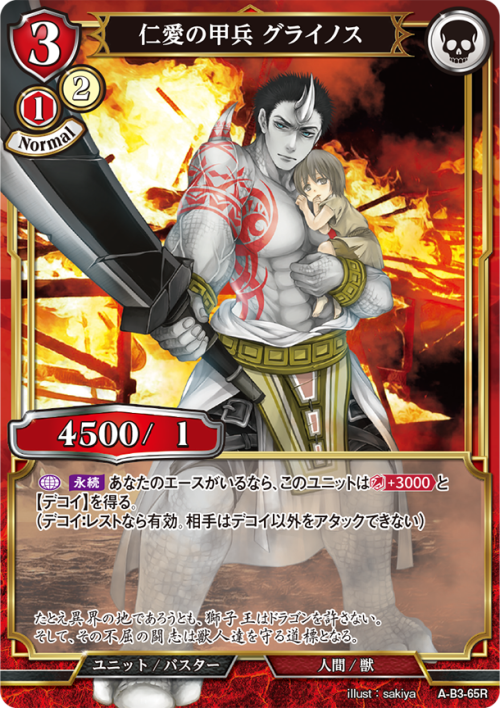 3
仁愛の甲兵 グライノス
1
2
Normal
4500/ 1
永続 あなたのエースがいるなら、このユニットは +3000 と
【デコイ】を得る。
(デコイ:レストなら有効。相手はデコイ以外をアタックできない)
たとえ異界の地であろうとも、獅子王はドラゴンを許さない。
そして、その不屈の闘志は獣人達を守る道標となる。
ユニット / バスター
人間 / 獣
illust : sakiya
A-B3-65R